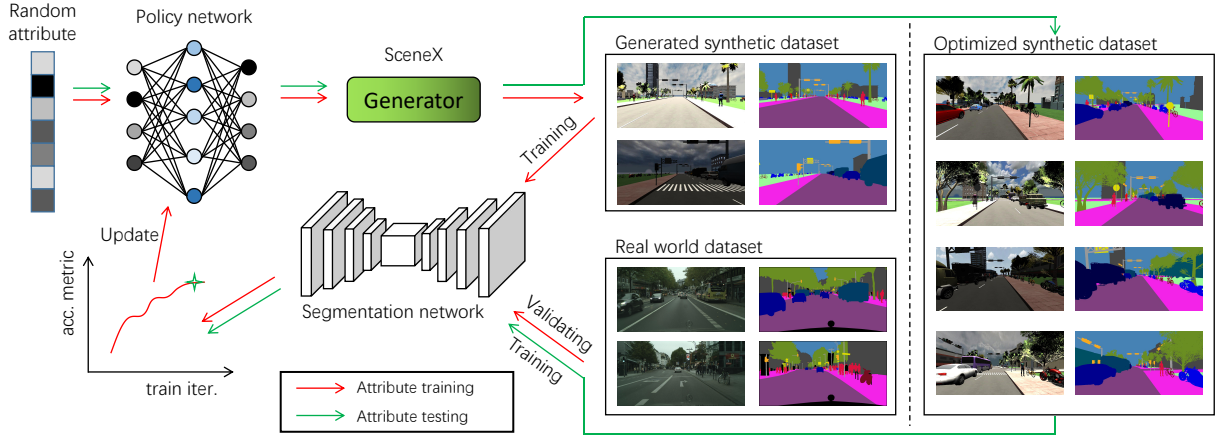 Random
attribute
Policy network
SceneX
Generator
Generated synthetic dataset
Optimized synthetic dataset
Training
Update
Real world dataset
acc. metric
train iter.
Segmentation network
Validating
Training
Attribute training
Attribute testing